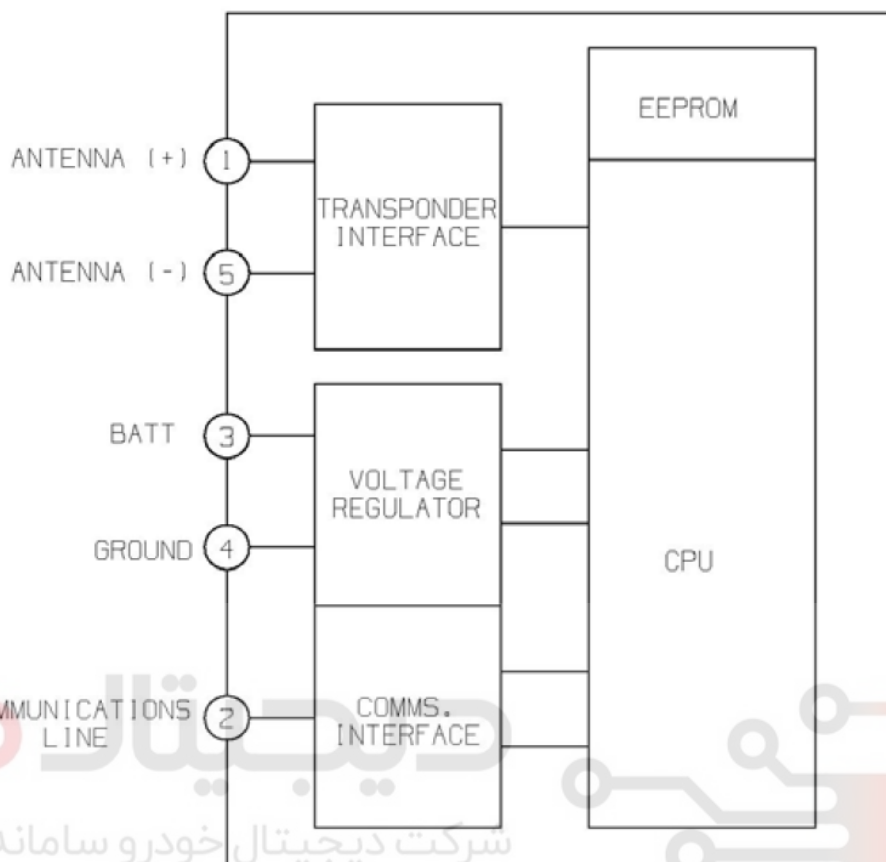 EEPROM
ANTENNA (+) 1
TRANSPONDER
INTERFACE
ANTENNA (-) 5
BATT 3
VOLTAGE
REGULATOR
GROUND 4
CPU
MMUNICATIONS
LINE
2
COMMS.
INTERFACE
دیجیتال
شرکت دیجیتال خودرو سامانه